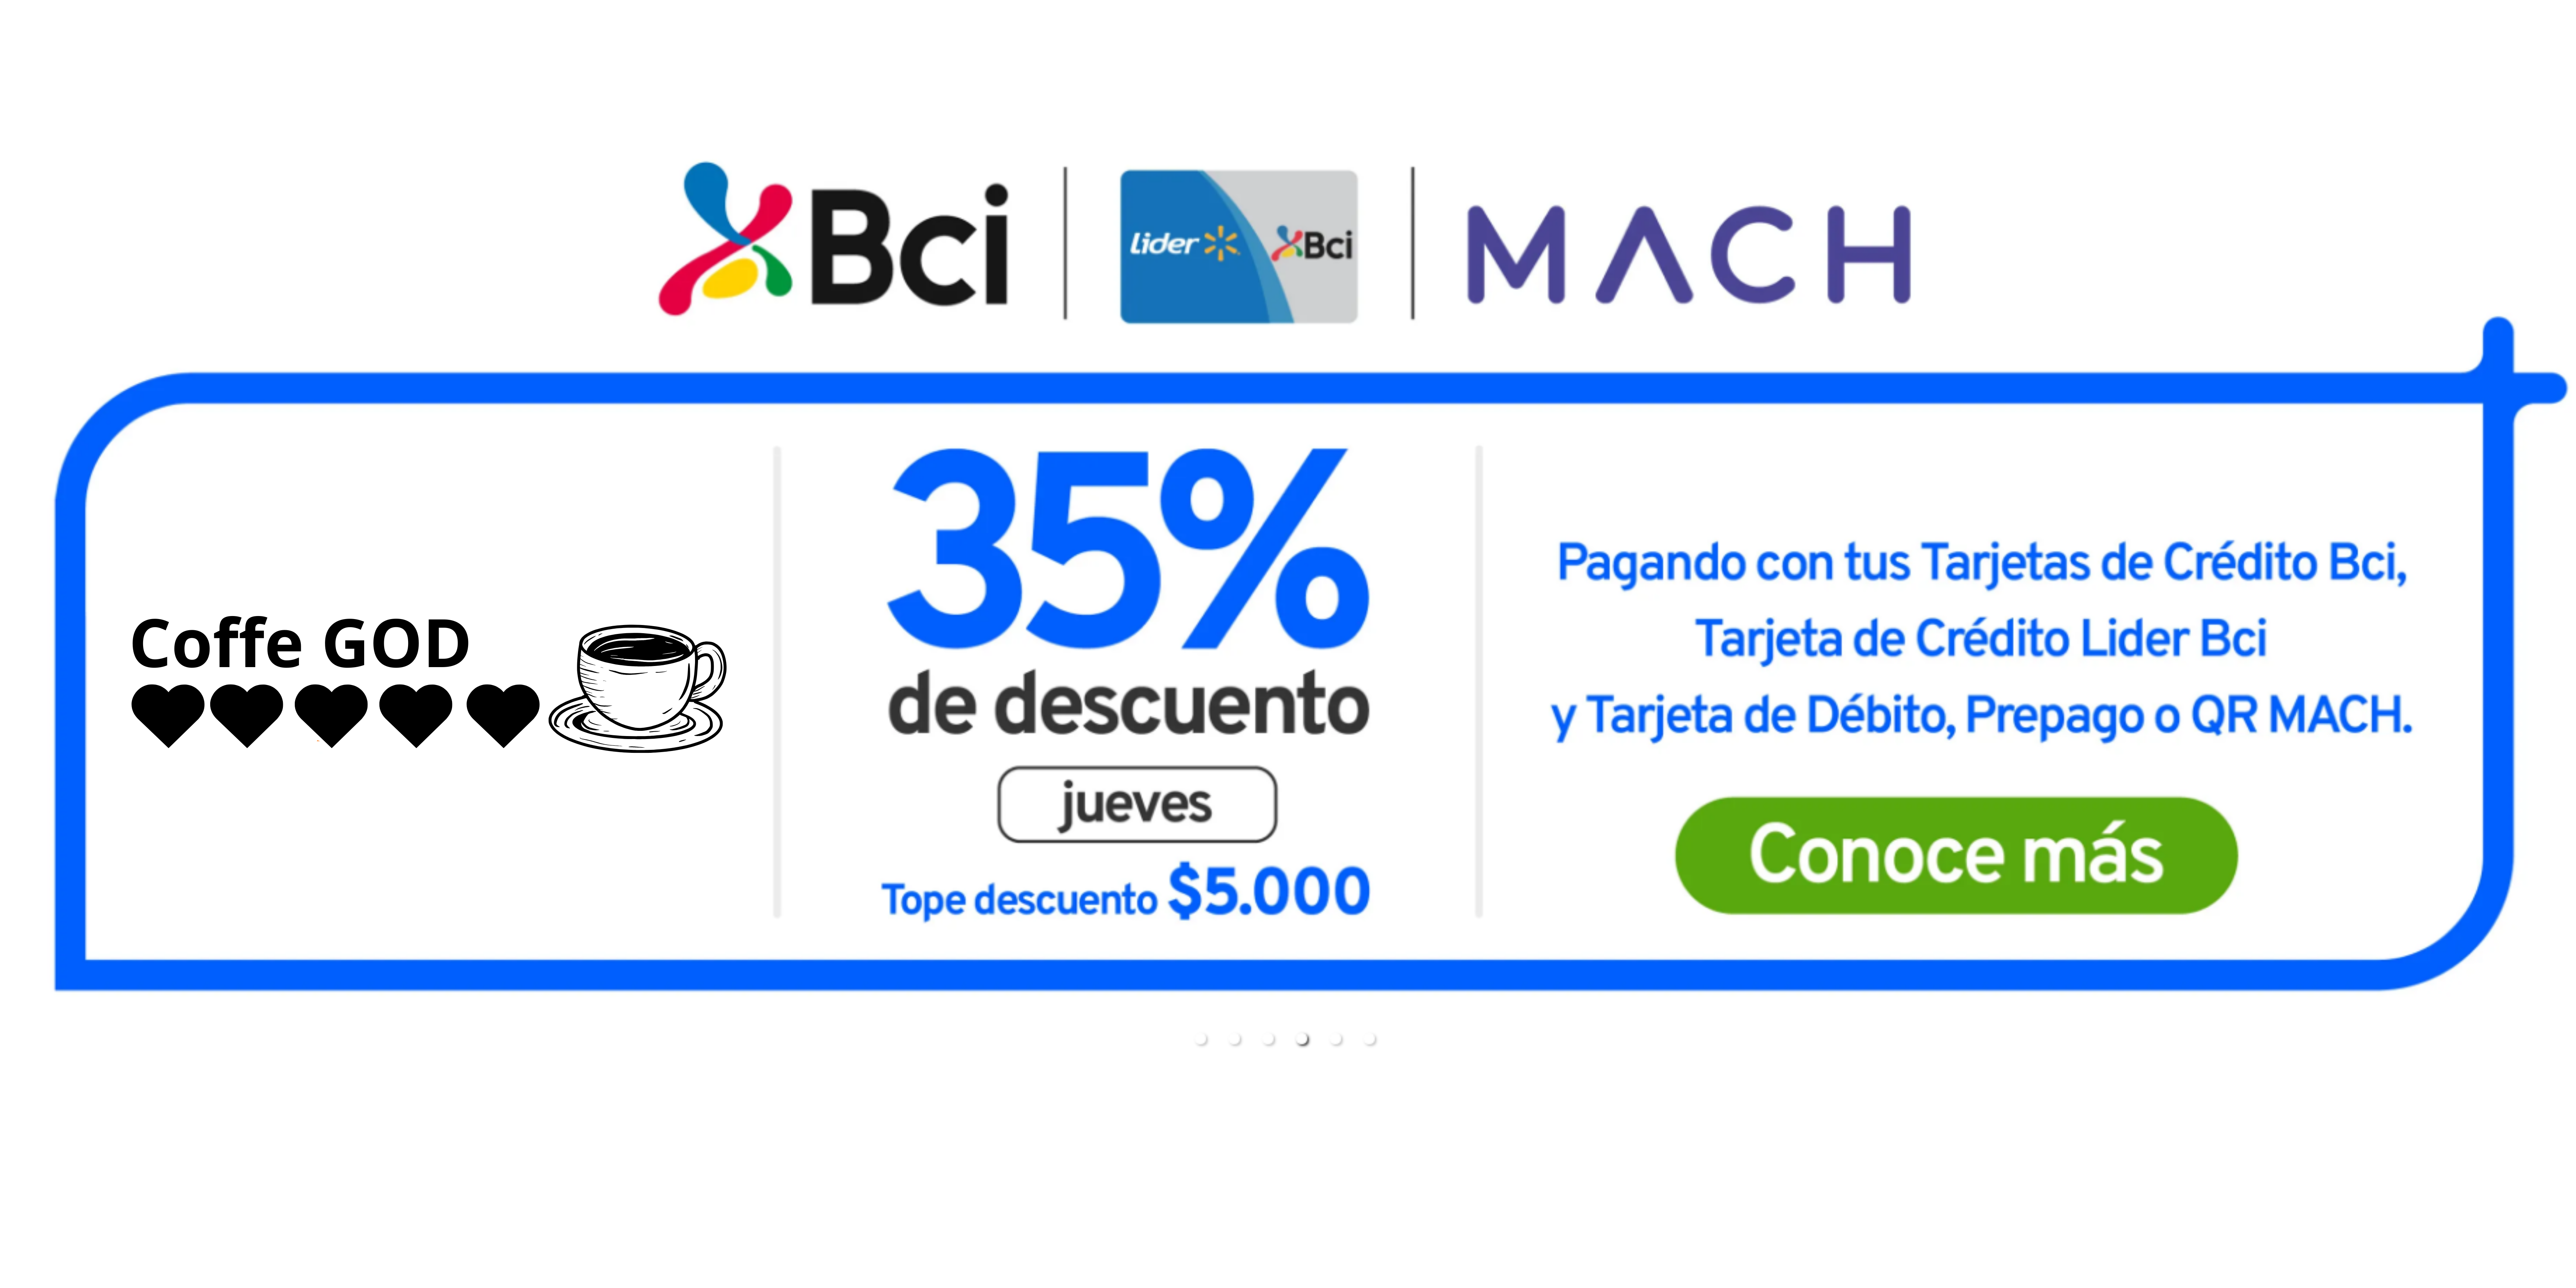 Bci
lider Bci
MACH
Coffe GOD
35%
de descuento
jueves
Tope descuento $5.000
Pagando con tus Tarjetas de Crédito Bci,
Tarjeta de Crédito Lider Bci
y Tarjeta de Débito, Prepago o QR MACH.
Conoce más